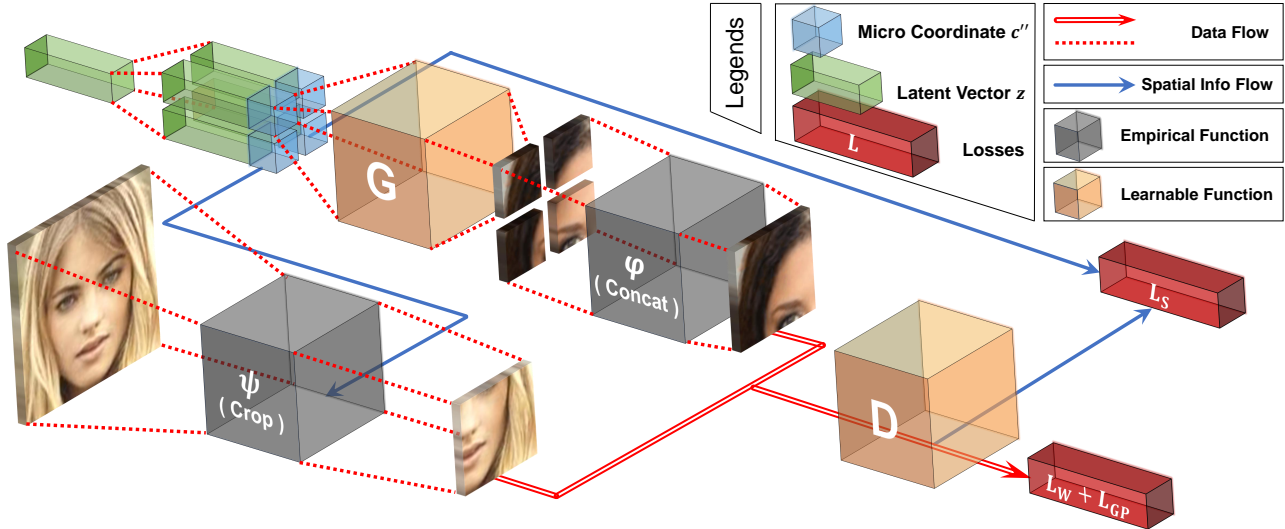 Legends
Micro Coordinate c′′
Latent Vector z
L
Losses
Data Flow
Spatial Info Flow
Empirical Function
Learnable Function
G
φ
( Concat )
ψ
( Crop )
D
L_S
L_W + L_GP